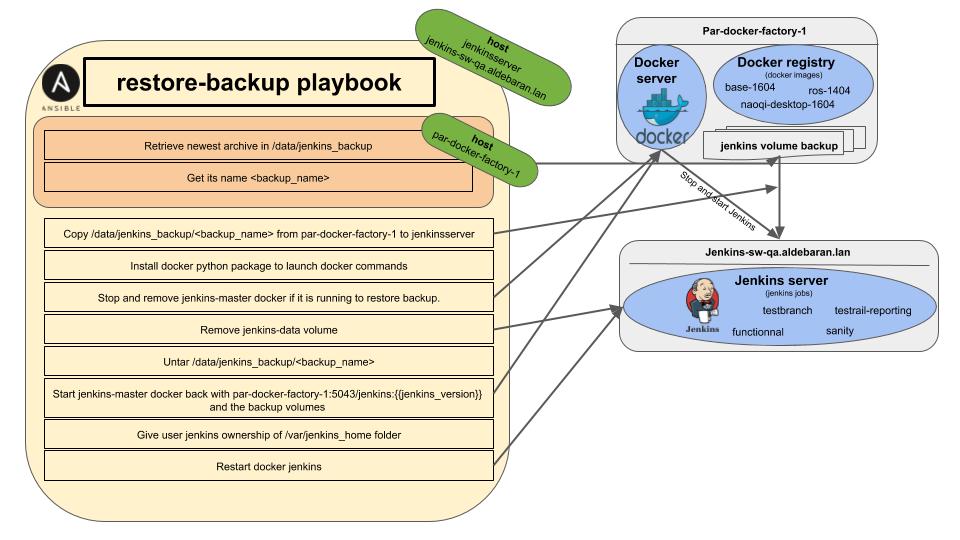 restore-backup playbook
ANSIBLE
host
jenkinsserver
jenkins-sw-qa.aldebaran.lan
host
par-docker-factory-1
Retrieve newest archive in /data/jenkins_backup
Get its name <backup_name>
Copy /data/jenkins_backup/<backup_name> from par-docker-factory-1 to jenkinsserver
Install docker python package to launch docker commands
Stop and remove jenkins-master docker if it is running to restore backup.
Remove jenkins-data volume
Untar /data/jenkins_backup/<backup_name>
Start jenkins-master docker back with par-docker-factory-1:5043/jenkins:{{jenkins_version}}
and the backup volumes
Give user jenkins ownership of /var/jenkins_home folder
Restart docker jenkins
Par-docker-factory-1
Docker
server
docker
Docker registry
(docker images)
base-1604
ros-1404
naoqi-desktop-1604
jenkins volume backup
Stop and start Jenkins
Jenkins-sw-qa.aldebaran.lan
Jenkins server
(jenkins jobs)
Jenkins
testbranch
testrail-reporting
functionnal
sanity